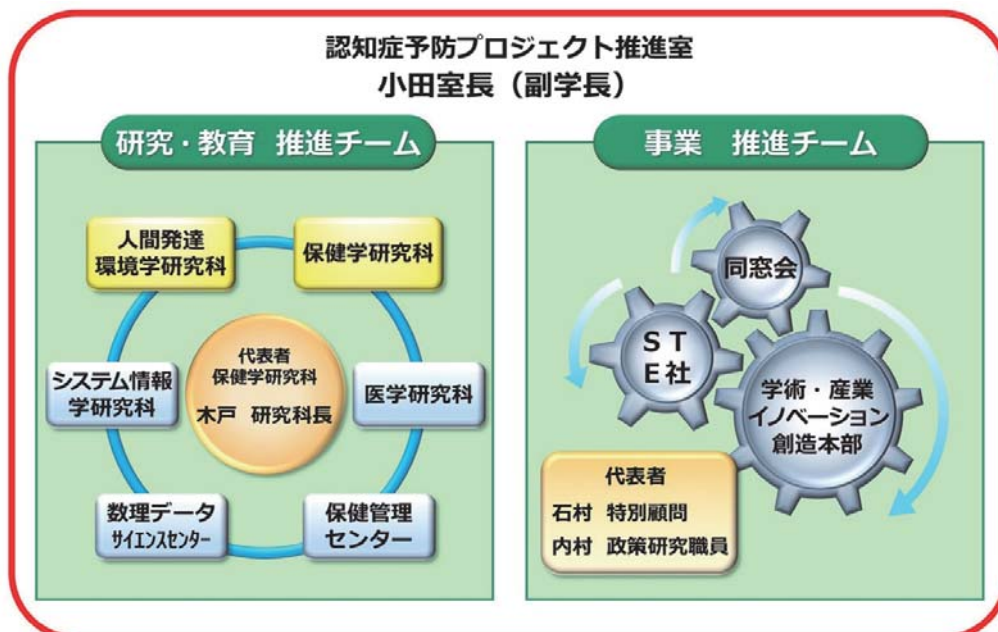 認知症予防プロジェクト推進室
小田室長（副学長）
研究・教育 推進チーム
人間発達
環境学研究科
保健学研究科
システム情報
学研究科
代表者
保健学研究科
木戸 研究科長
医学研究科
数理データ
ｻｲｴﾝｽｾﾝﾀｰ
保健管理
センター
事業 推進チーム
同窓会
ＳＴ
Ｅ社
学術・産業
イノベーション
創造本部
代表者
石村 特別顧問
内村 政策研究職員